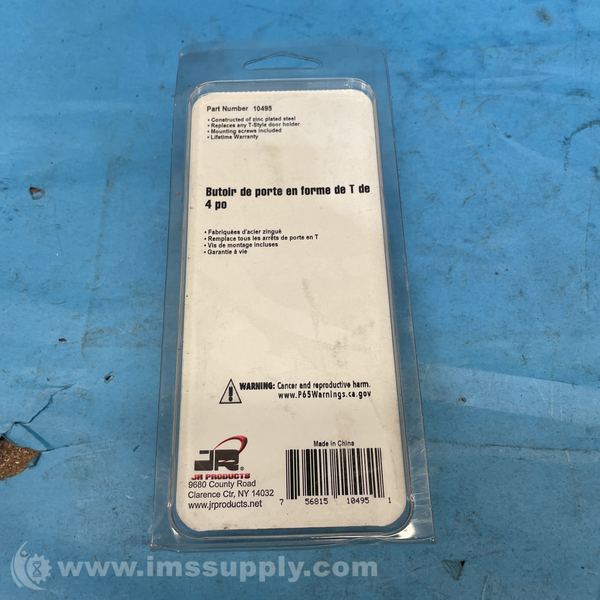 Part Number 10495
• Constructed of zinc plated steel
• Replaces any T-Style door holder
• Mounting screws included
• Lifetime Warranty
Butoir de porte en forme de T de
4 po
• Fabriquées d'acier zingué
• Remplace tous les arrêts de porte en T
• Vis de montage incluses
• Garantie à vie
WARNING: Cancer and reproductive harm.
www.P65Warnings.ca.gov
JR
JR PRODUCTS
9680 County Road
Clarence Ctr, NY 14032
www.jrproducts.net
Made in China
7 56815 10495 1
© www.imssupply.com